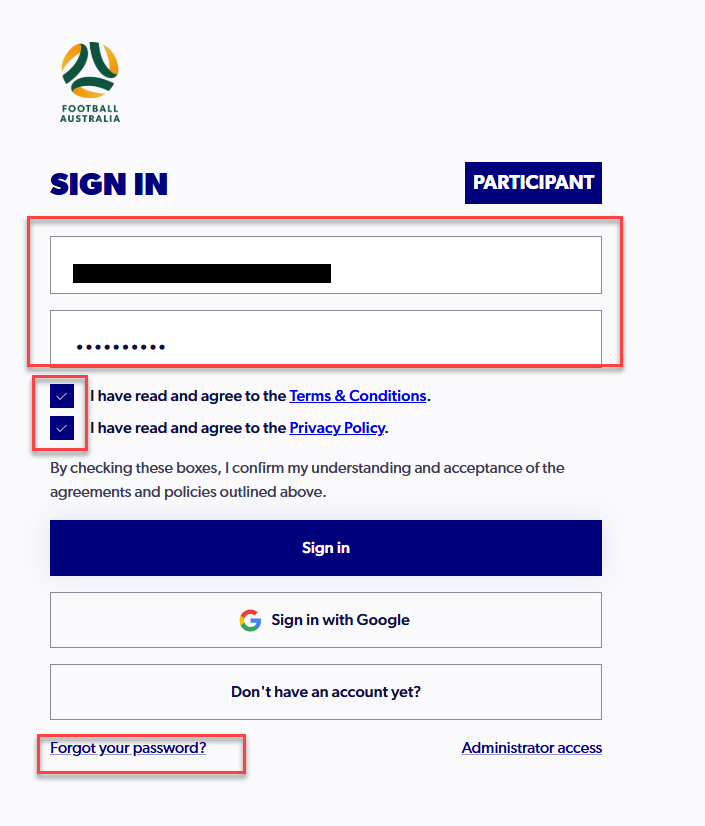 FOOTBALL
AUSTRALIA
SIGN IN
PARTICIPANT
I have read and agree to the Terms & Conditions.
I have read and agree to the Privacy Policy.
By checking these boxes, I confirm my understanding and acceptance of the
agreements and policies outlined above.
Sign in
Sign in with Google
Don't have an account yet?
Forgot your password?
Administrator access